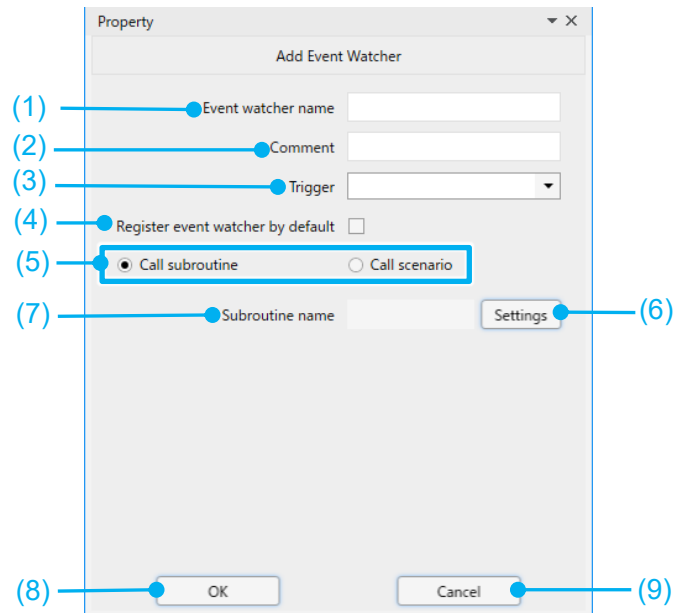 Property
Add Event Watcher
(1) Event watcher name
(2) Comment
(3) Trigger
(4) Register event watcher by default
(5) Call subroutine Call scenario
(7) Subroutine name Settings (6)
(8) OK Cancel (9)